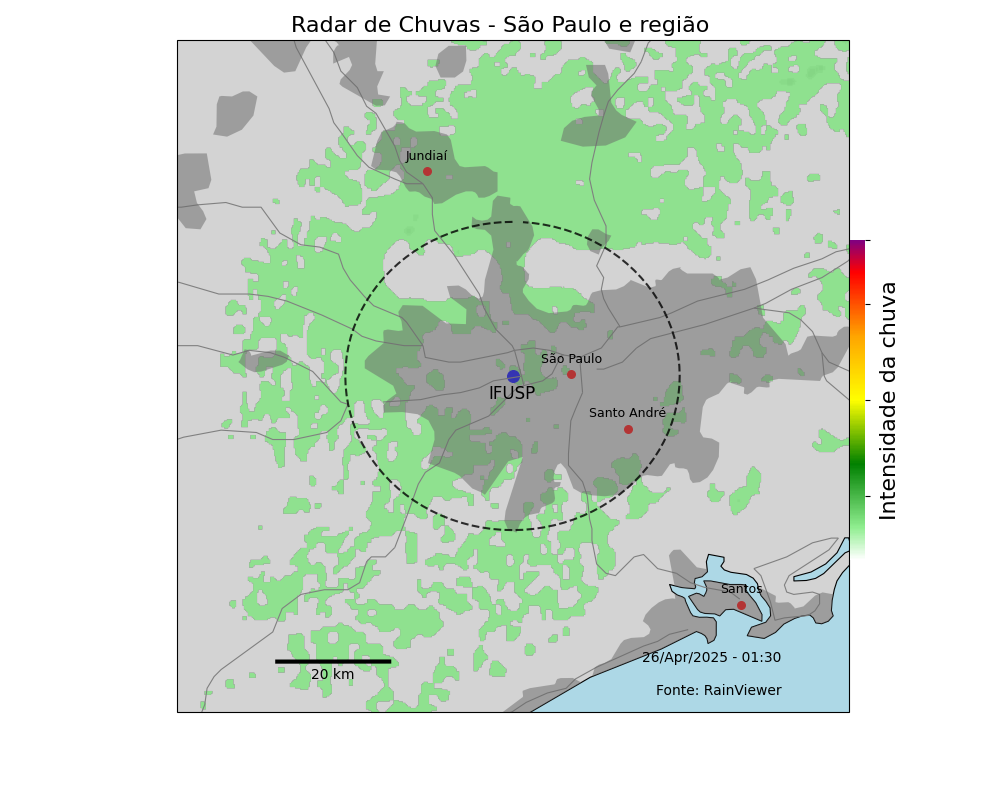 Radar de Chuvas - São Paulo e região
Jundiaí
São Paulo
IFUSP
Santo André
Intensidade da chuva
Santos
26/Apr/2025 - 01:30
20 km
Fonte: RainViewer